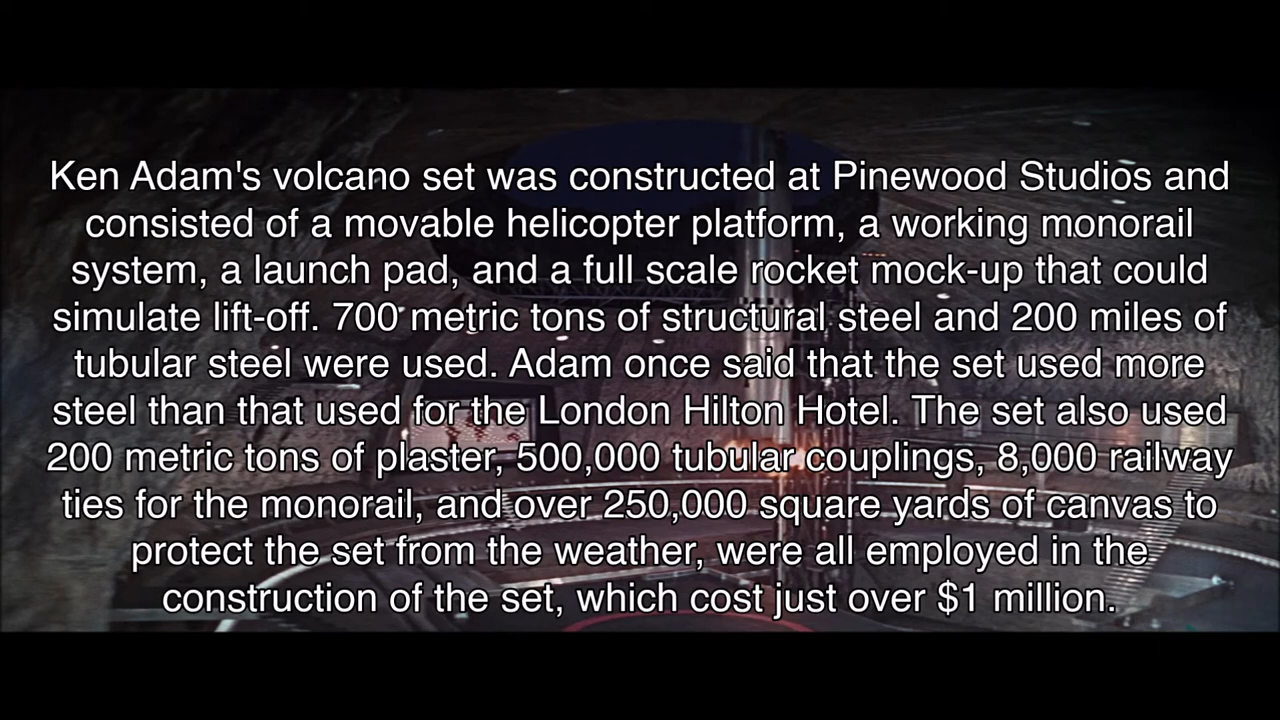 Ken Adam's volcano set was constructed at Pinewood Studios and
consisted of a movable helicopter platform, a working monorail
system, a launch pad, and a full scale rocket mock-up that could
simulate lift-off. 700 metric tons of structural steel and 200 miles of
tubular steel were used. Adam once said that the set used more
steel than that used for the London Hilton Hotel. The set also used
200 metric tons of plaster, 500,000 tubular couplings, 8,000 railway
ties for the monorail, and over 250,000 square yards of canvas to
protect the set from the weather, were all employed in the
construction of the set, which cost just over $1 million.